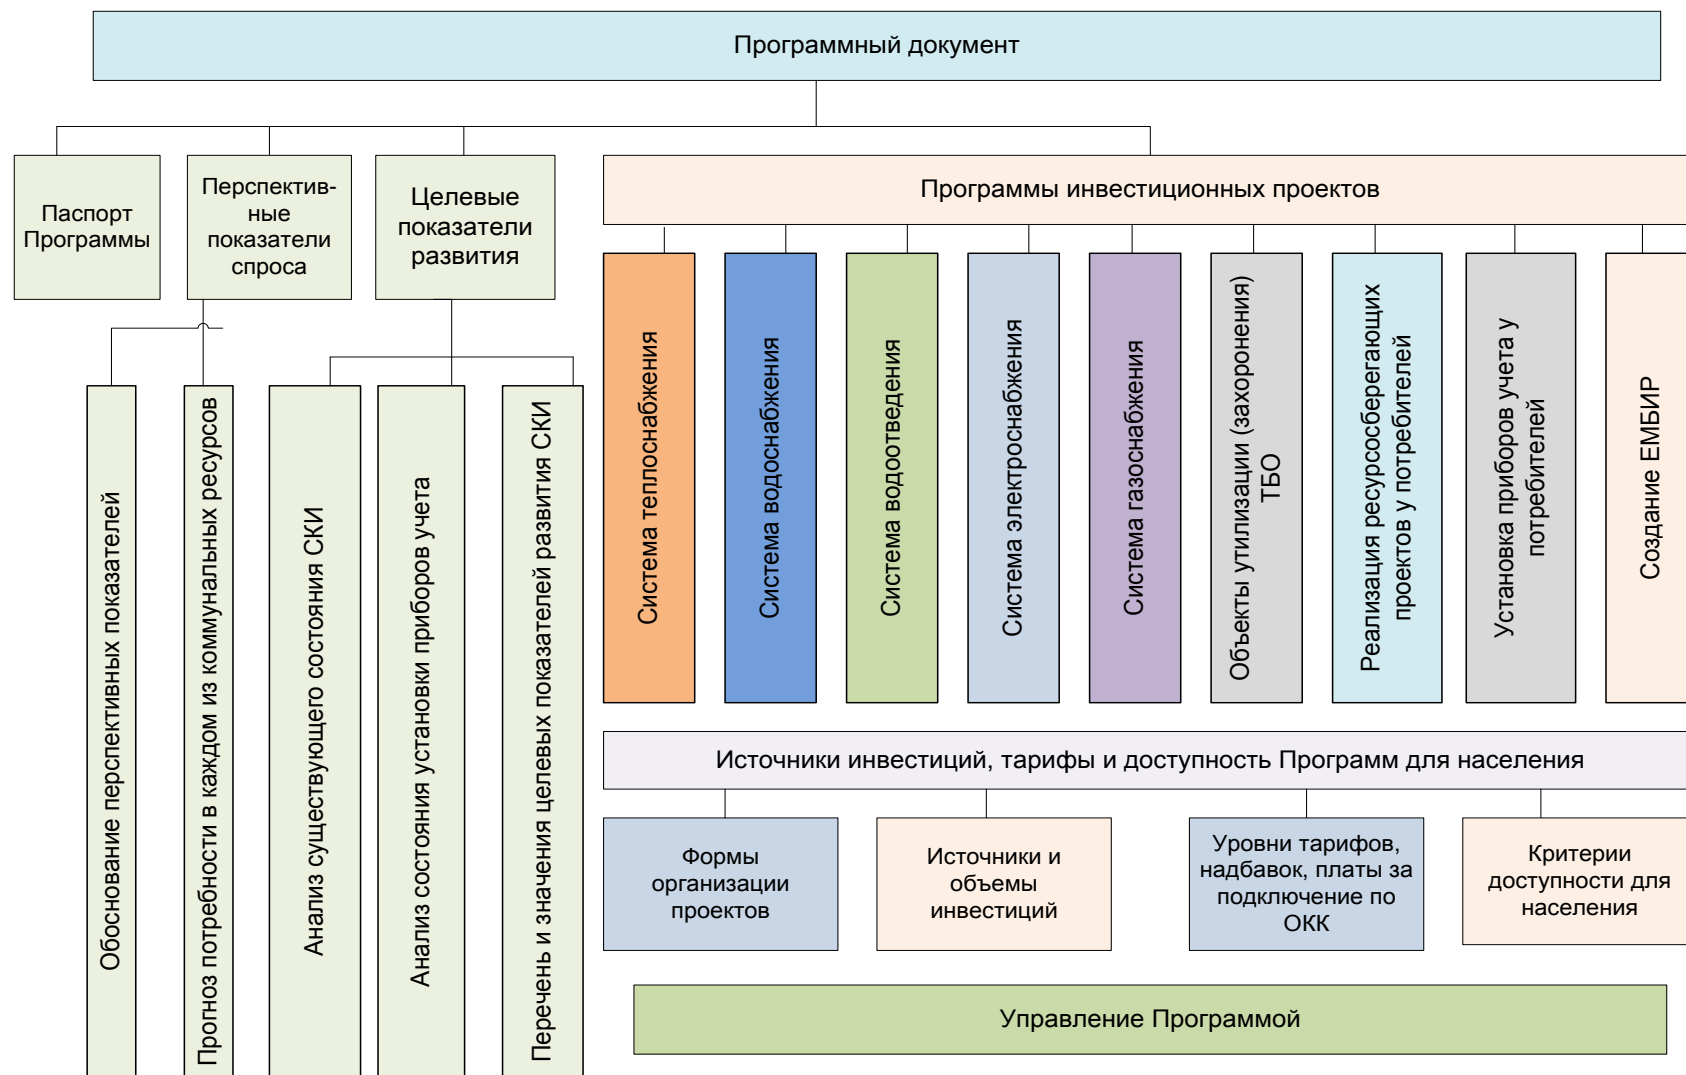 Программный документ
Паспорт
Программы
Перспектив-
ные
показатели
спроса
Целевые
показатели
развития
Программы инвестиционных проектов
Обоснование перспективных показателей
Прогноз потребности в каждом из коммунальных ресурсов
Анализ существующего состояния СКИ
Анализ состояния установки приборов учета
Перечень и значения целевых показателей развития СКИ
Система теплоснабжения
Система водоснабжения
Система водоотведения
Система электроснабжения
Система газоснабжения
Объекты утилизации (захоронения)
ТБО
Реализация ресурсосберегающих
проектов у потребителей
Установка приборов учета у
потребителей
Создание ЕМБИР
Источники инвестиций, тарифы и доступность Программ для населения
Формы
организации
проектов
Источники и
объемы
инвестиций
Уровни тарифов,
надбавок, платы за
подключение по
ОКК
Критерии
доступности для
населения
Управление Программой